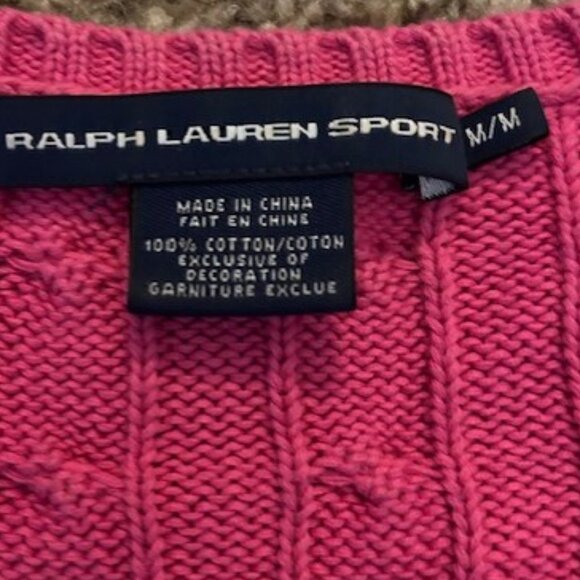 RALPH LAUREN SPORT
M/M
MADE IN CHINA
FAIT EN CHINE
100% COTTON/COTON
EXCLUSIVE OF
DECORATION
GARNITURE EXCLUE